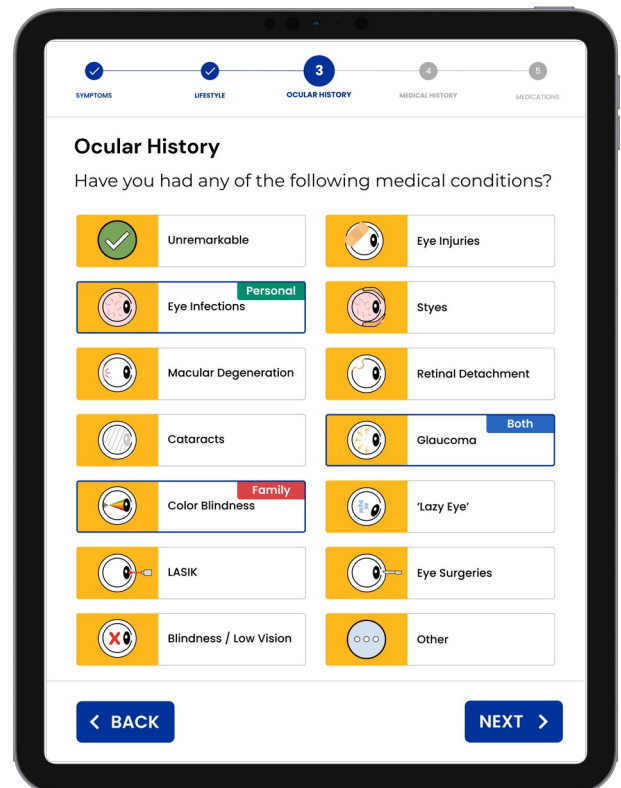 3
4
5
SYMPTOMS
LIFESTYLE
OCULAR HISTORY
MEDICAL HISTORY
MEDICATIONS
Ocular History
Have you had any of the following medical conditions?
Unremarkable
Eye Injuries
Personal
Eye Infections
Styes
Macular Degeneration
Retinal Detachment
Cataracts
Both
Glaucoma
Family
Color Blindness
'Lazy Eye'
LASIK
Eye Surgeries
Blindness / Low Vision
Other
< BACK
NEXT >